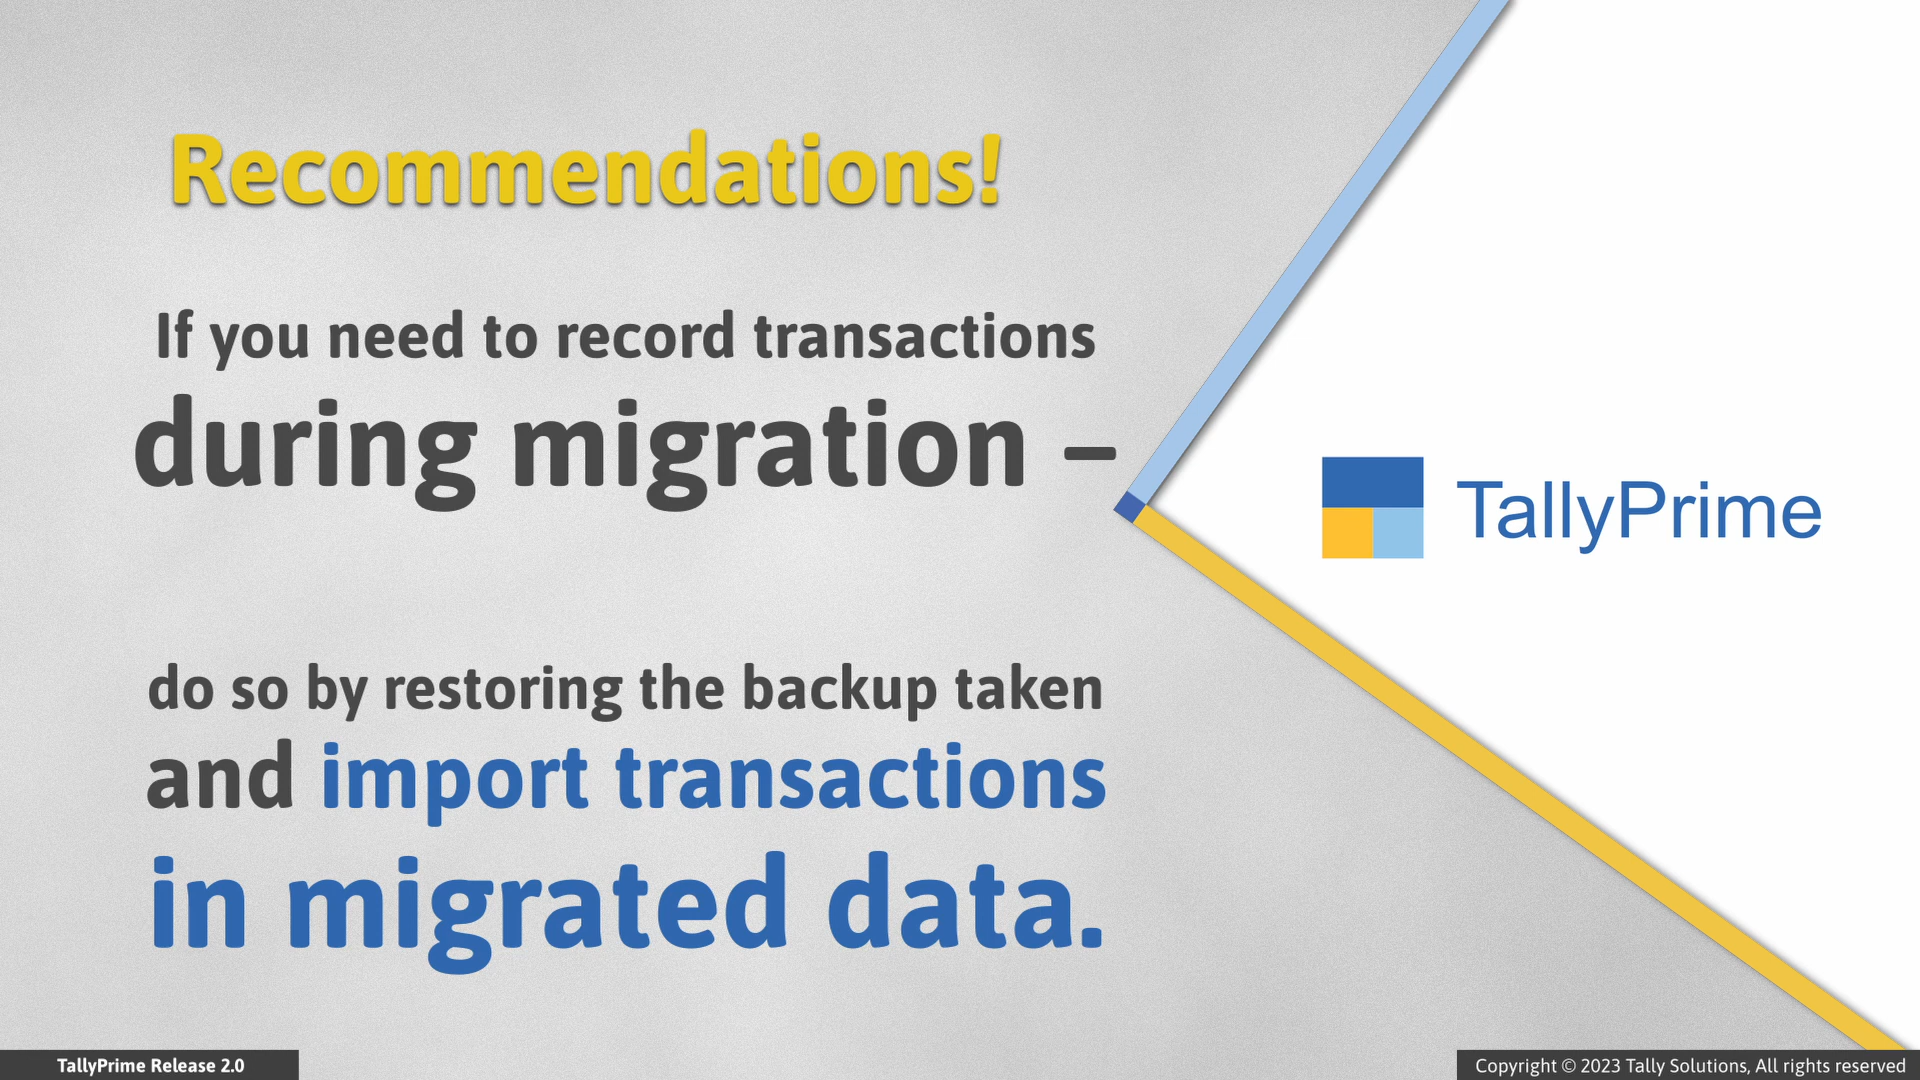 Recommendations!
If you need to record transactions
during migration –
do so by restoring the backup taken
and import transactions
in migrated data.
TallyPrime
TallyPrime Release 2.0
Copyright © 2023 Tally Solutions, All rights reserved